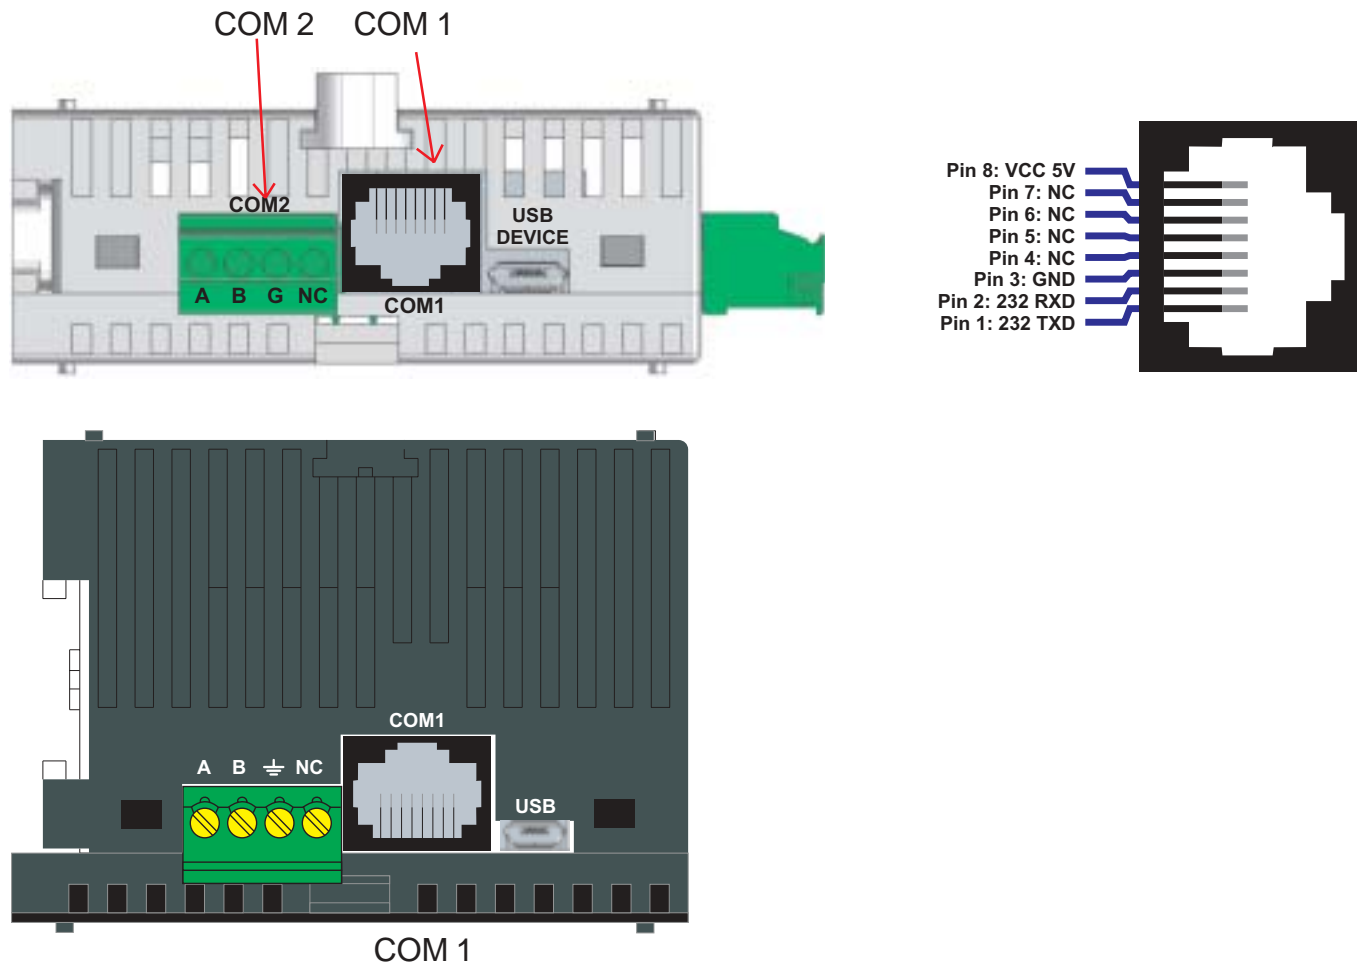 COM 2 COM 1
COM2
USB
DEVICE
A B G NC
COM1
Pin 8: VCC 5V
Pin 7: NC
Pin 6: NC
Pin 5: NC
Pin 4: NC
Pin 3: GND
Pin 2: 232 RXD
Pin 1: 232 TXD
COM1
A B NC
USB
COM 1